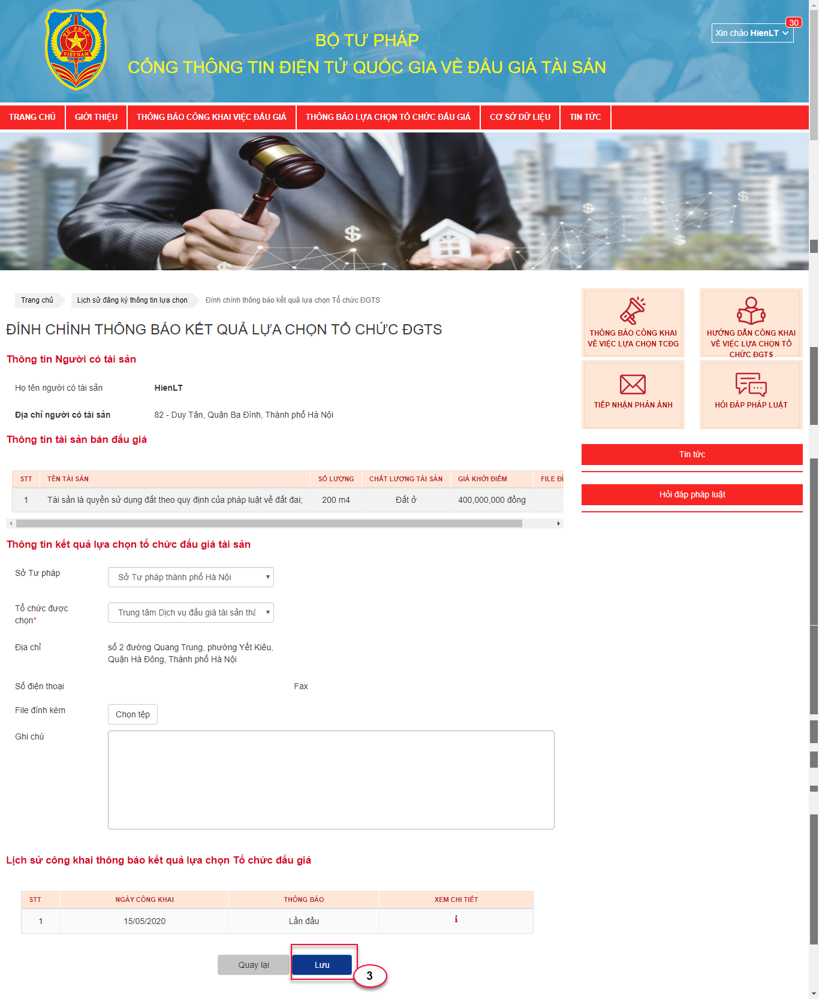 TƯ PHÁP
VIỆT NAM
BỘ TƯ PHÁP
CỔNG THÔNG TIN ĐIỆN TỬ QUỐC GIA VỀ ĐẤU GIÁ TÀI SẢN
Xin chào HienLT
30
TRANG CHỦ
GIỚI THIỆU
THÔNG BÁO CÔNG KHAI VIỆC ĐẤU GIÁ
THÔNG BÁO LỰA CHỌN TỔ CHỨC ĐẤU GIÁ
CƠ SỞ DỮ LIỆU
TIN TỨC
Trang chủ
Lịch sử đăng ký thông tin lựa chọn
Đính chính thông báo kết quả lựa chọn Tổ chức ĐGTS
ĐÍNH CHÍNH THÔNG BÁO KẾT QUẢ LỰA CHỌN TỔ CHỨC ĐGTS
Thông tin Người có tài sản
Họ tên người có tài sản HienLT
Địa chỉ người có tài sản 82 - Duy Tân, Quận Ba Đình, Thành phố Hà Nội
Thông tin tài sản bán đấu giá
STT TÊN TÀI SẢN SỐ LƯỢNG CHẤT LƯỢNG TÀI SẢN GIÁ KHỞI ĐIỂM FILE ĐÍ
1 Tài sản là quyền sử dụng đất theo quy định của pháp luật về đất đai; 200 m4 Đất ở 400,000,000 đồng
Thông tin kết quả lựa chọn tổ chức đấu giá tài sản
Sở Tư pháp Sở Tư pháp thành phố Hà Nội
Tổ chức được
chọn*
Trung tâm Dịch vụ đấu giá tài sản thà
Địa chỉ
số 2 đường Quang Trung, phường Yết Kiêu,
Quận Hà Đông, Thành phố Hà Nội
Số điện thoại Fax
File đính kèm Chọn tệp
Ghi chú
Lịch sử công khai thông báo kết quả lựa chọn Tổ chức đấu giá
STT NGÀY CÔNG KHAI THÔNG BÁO XEM CHI TIẾT
1 15/05/2020 Lần đầu
Quay lại
Lưu
3
THÔNG BÁO CÔNG KHAI
VỀ VIỆC LỰA CHỌN TCĐG
HƯỚNG DẪN CÔNG KHAI
VỀ VIỆC LỰA CHỌN TỔ
CHỨC ĐGTS
TIẾP NHẬN PHẢN ÁNH
HỎI ĐÁP PHÁP LUẬT
Tin tức
Hỏi đáp pháp luật